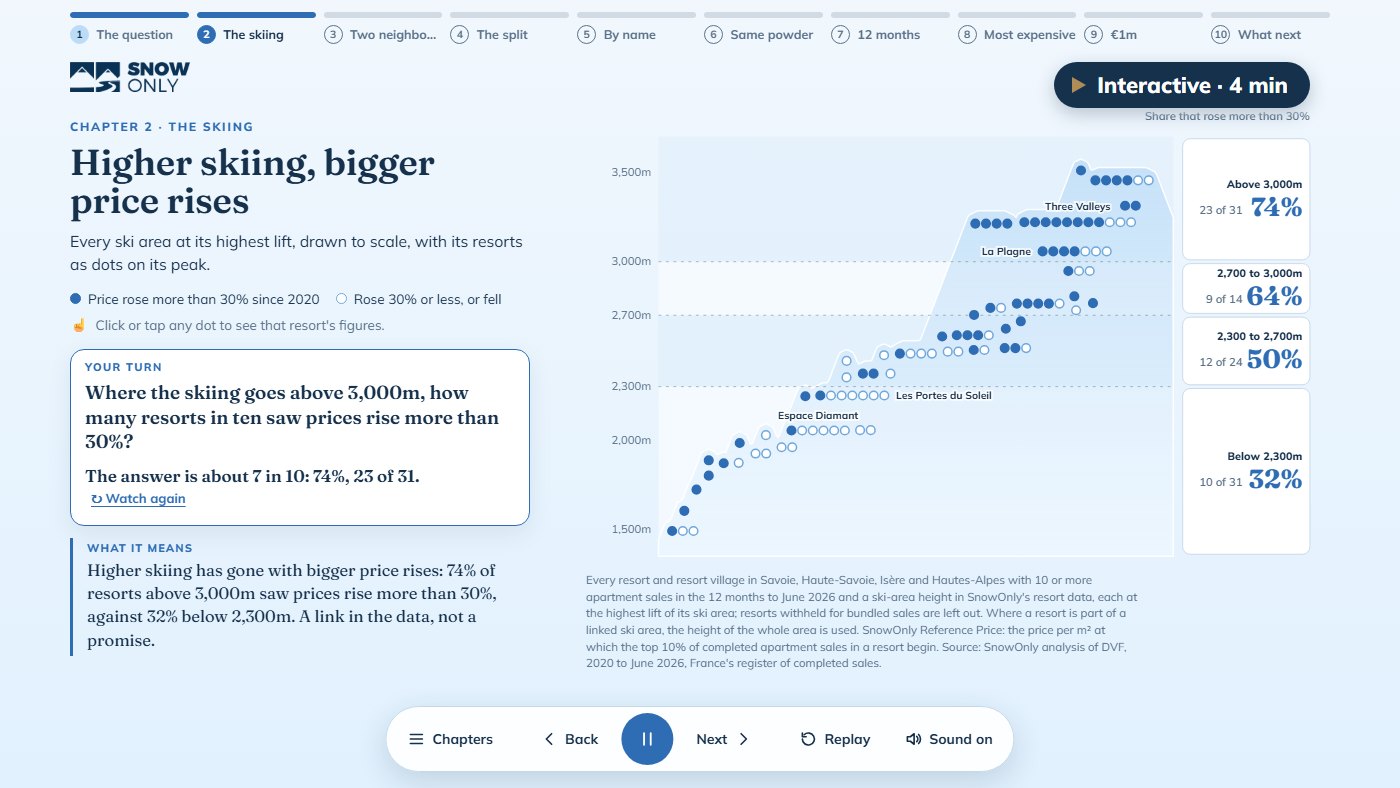 1 The question
2 The skiing
3 Two neighbo...
4 The split
5 By name
6 Same powder
7 12 months
8 Most expensive
9 €1m
10 What next
SNOW
ONLY
Interactive · 4 min
Share that rose more than 30%
CHAPTER 2 · THE SKIING
Higher skiing, bigger
price rises
Every ski area at its highest lift, drawn to scale, with its resorts
as dots on its peak.
Price rose more than 30% since 2020
Rose 30% or less, or fell
☝ Click or tap any dot to see that resort's figures.
YOUR TURN
Where the skiing goes above 3,000m, how
many resorts in ten saw prices rise more than
30%?
The answer is about 7 in 10: 74%, 23 of 31.
↻ Watch again
WHAT IT MEANS
Higher skiing has gone with bigger price rises: 74% of
resorts above 3,000m saw prices rise more than 30%,
against 32% below 2,300m. A link in the data, not a
promise.
3,500m
3,000m
2,700m
2,300m
2,000m
1,500m
Three Valleys
La Plagne
Les Portes du Soleil
Espace Diamant
Above 3,000m
23 of 31 74%
2,700 to 3,000m
9 of 14 64%
2,300 to 2,700m
12 of 24 50%
Below 2,300m
10 of 31 32%
Every resort and resort village in Savoie, Haute-Savoie, Isère and Hautes-Alpes with 10 or more
apartment sales in the 12 months to June 2026 and a ski-area height in SnowOnly's resort data, each at
the highest lift of its ski area; resorts withheld for bundled sales are left out. Where a resort is part of a
linked ski area, the height of the whole area is used. SnowOnly Reference Price: the price per m² at
which the top 10% of completed apartment sales in a resort begin. Source: SnowOnly analysis of DVF,
2020 to June 2026, France's register of completed sales.
Chapters
Back
Next
Replay
Sound on